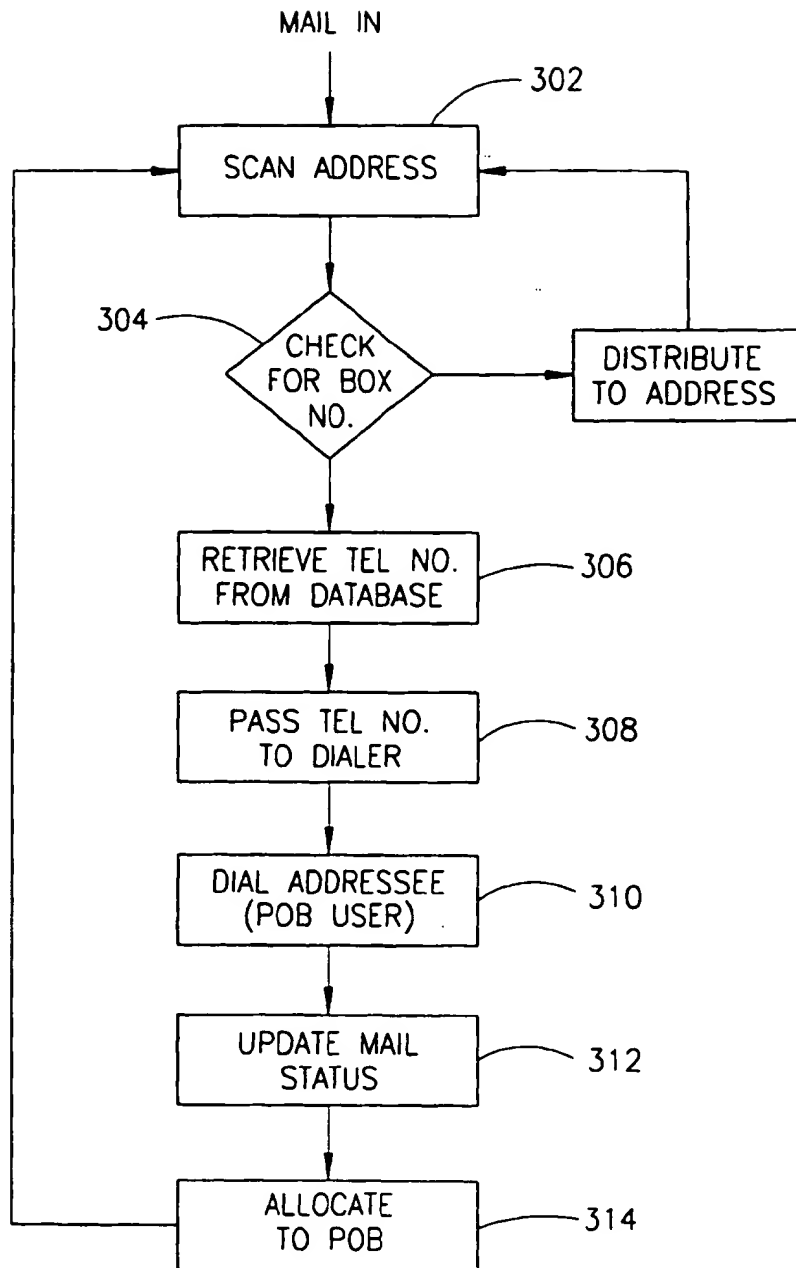 MAIL IN
302
SCAN ADDRESS
304
CHECK
FOR BOX
NO.
DISTRIBUTE
TO ADDRESS
RETRIEVE TEL NO.
FROM DATABASE
306
PASS TEL NO.
TO DIALER
308
DIAL ADDRESSEE
(POB USER)
310
UPDATE MAIL
STATUS
312
ALLOCATE
TO POB
314